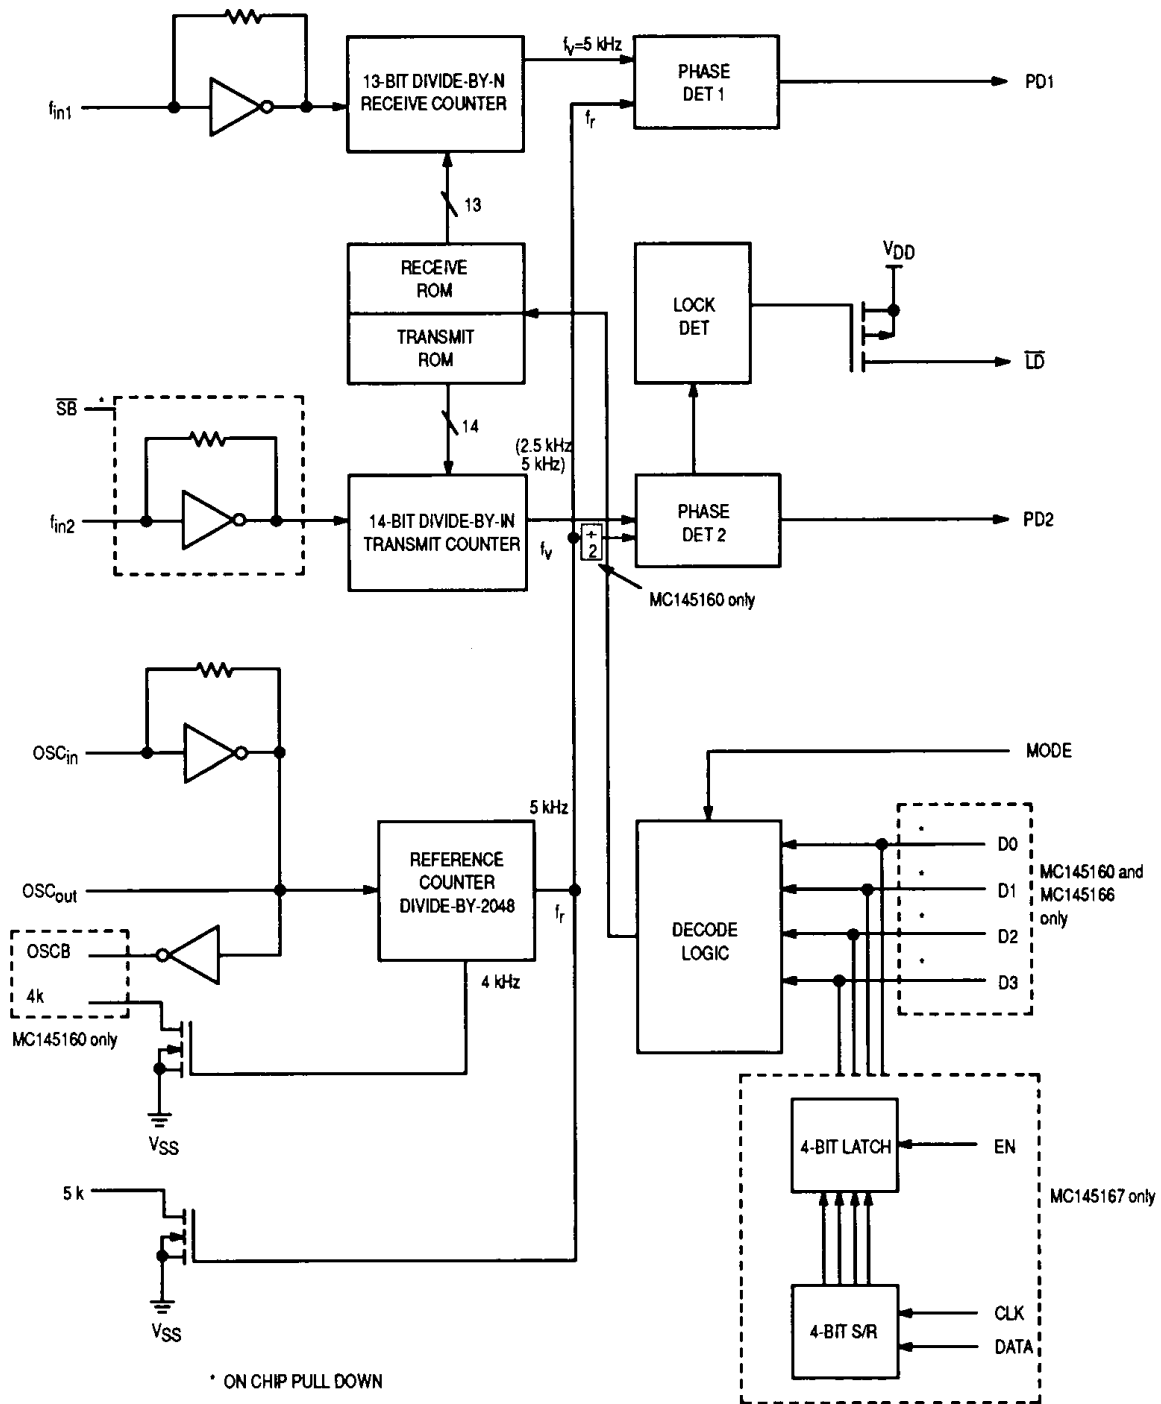 fin1
13-BIT DIVIDE-BY-N
RECEIVE COUNTER
fv=5 kHz
fr
PHASE
DET 1
PD1
13
RECEIVE
ROM
TRANSMIT
ROM
14
LOCK
DET
VDD
LD
SB *
fin2
(2.5 kHz
5 kHz)
14-BIT DIVIDE-BY-IN
TRANSMIT COUNTER
fv
÷
2
PHASE
DET 2
PD2
MC145160 only
OSCin
OSCout
OSCB
4k
MC145160 only
VSS
5 kHz
REFERENCE
COUNTER
DIVIDE-BY-2048
fr
4 kHz
MODE
DECODE
LOGIC
* D0
* D1
* D2
* D3
MC145160 and
MC145166
only
5 k
VSS
4-BIT LATCH
EN
MC145167 only
4-BIT S/R
CLK
DATA
* ON CHIP PULL DOWN